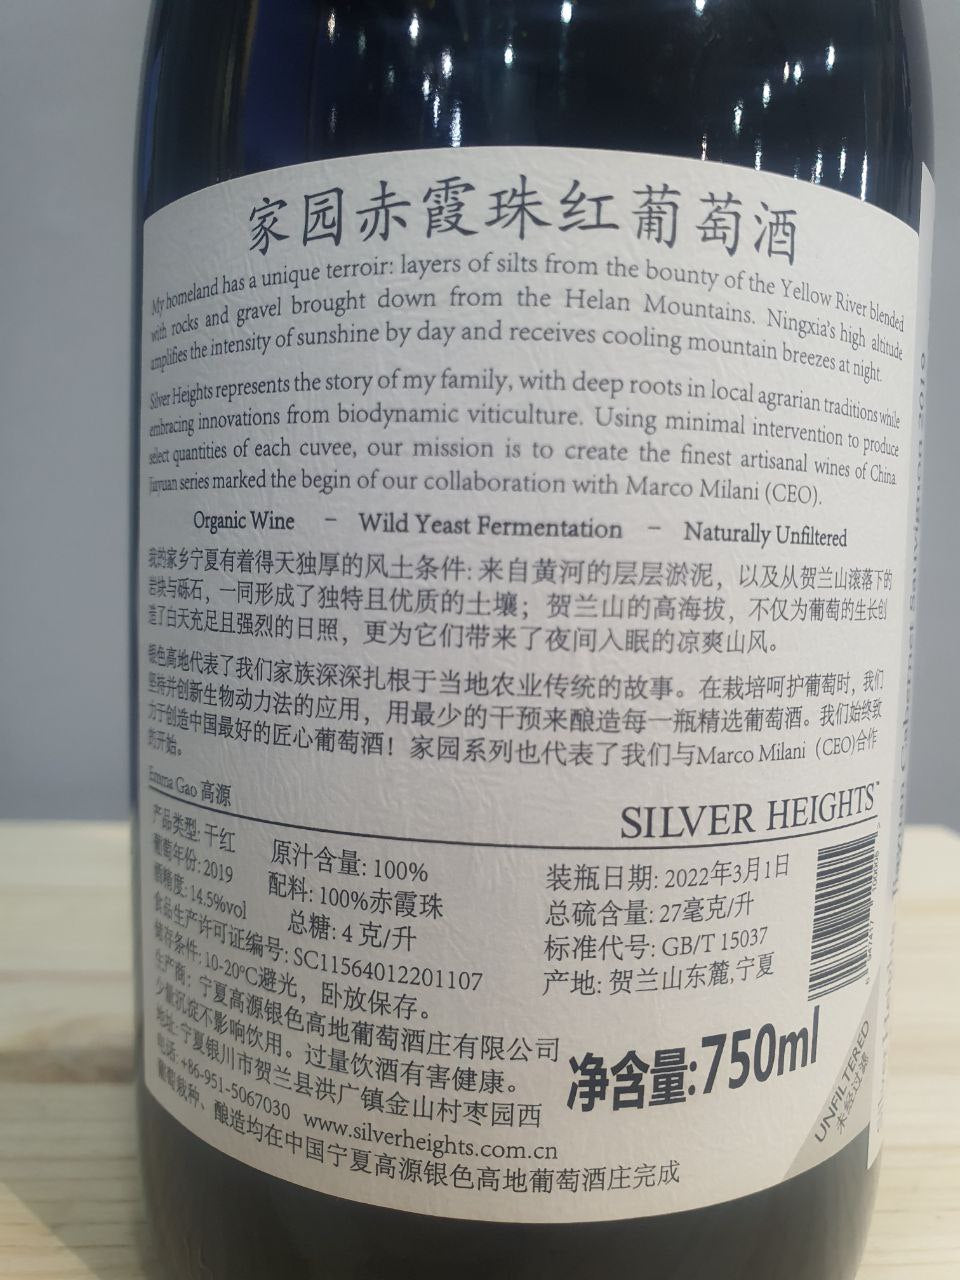 家园赤霞珠红葡萄酒
My homeland has a unique terroir: layers of silts from the bounty of the Yellow River blended
with rocks and gravel brought down from the Helan Mountains. Ningxia's high altitude
amplifies the intensity of sunshine by day and receives cooling mountain breezes at night.
Silver Heights represents the story of my family, with deep roots in local agrarian traditions while
embracing innovations from biodynamic viticulture. Using minimal intervention to produce
select quantities of each cuvee, our mission is to create the finest artisanal wines of China.
Jiayuan series marked the begin of our collaboration with Marco Milani (CEO).
Organic Wine – Wild Yeast Fermentation – Naturally Unfiltered
我的家乡宁夏有着得天独厚的风土条件: 来自黄河的层层淤泥，以及从贺兰山滚落下的
岩块与砾石，一同形成了独特且优质的土壤；贺兰山的高海拔，不仅为葡萄的生长创
造了白天充足且强烈的日照，更为它们带来了夜间入眠的凉爽山风。
银色高地代表了我们家族深深扎根于当地农业传统的故事。在栽培呵护葡萄时，我们
坚持并创新生物动力法的应用，用最少的干预来酿造每一瓶精选葡萄酒。我们始终致
力于创造中国最好的匠心葡萄酒！家园系列也代表了我们与Marco Milani（CEO)合作
的开始。
Emma Gao 高源
SILVER HEIGHTS™
产品类型: 干红
葡萄年份: 2019
酒精度: 14.5%vol
原汁含量: 100%
配料: 100%赤霞珠
总糖: 4 克/升
装瓶日期: 2022年3月1日
总硫含量: 27毫克/升
标准代号: GB/T 15037
产地: 贺兰山东麓,宁夏
食品生产许可证编号: SC11564012201107
储存条件: 10-20°C避光，卧放保存。
生产商：宁夏高源银色高地葡萄酒庄有限公司
少量沉淀不影响饮用。过量饮酒有害健康。
地址: 宁夏银川市贺兰县洪广镇金山村枣园西
电话: +86-951-5067030 www.silverheights.com.cn
葡萄栽种、酿造均在中国宁夏高源银色高地葡萄酒庄完成
净含量:750ml
UNFILTERED
未经过滤